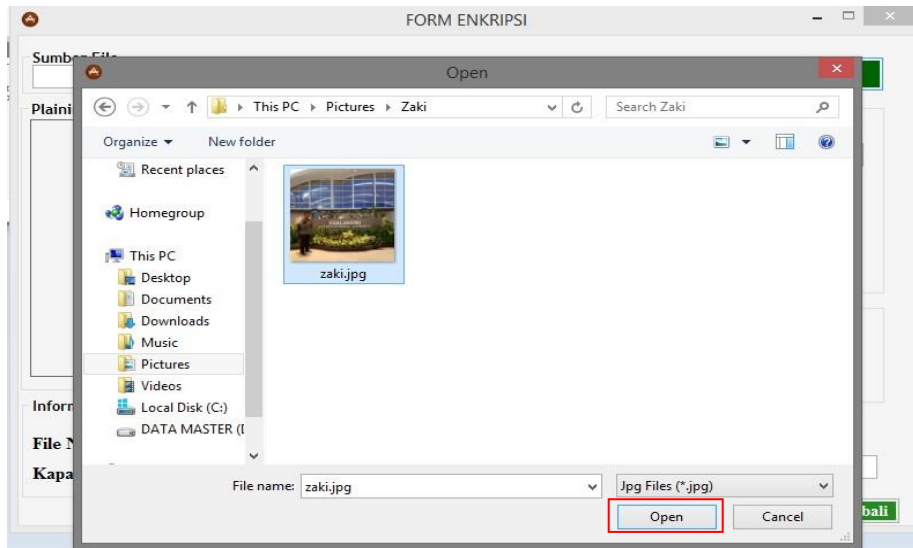 FORM ENKRIPSI
Sumber File
Open
Plaini
This PC Pictures Zaki
Search Zaki
Organize New folder
Recent places
Homegroup
This PC
Desktop
Documents
Downloads
Music
Pictures
Videos
Local Disk (C:)
DATA MASTER (
zaki.jpg
Inforn
File N
Kapa
File name: zaki.jpg
Jpg Files (*.jpg)
Open Cancel
bali